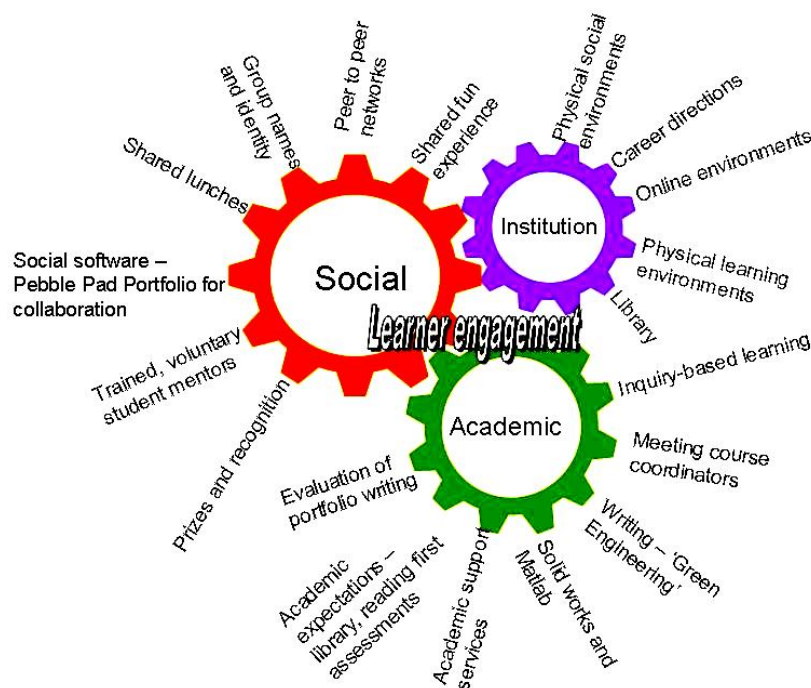 Physical social
environments
Career directions
Online environments
Physical learning
environments
Library
Institution
Peer to peer
networks
Shared fun
experience
Group names
and identity
Shared lunches
Social software –
Pebble Pad Portfolio for
collaboration
Trained, voluntary
student mentors
Prizes and recognition
Social
Learner engagement
Academic
Inquiry-based learning
Meeting course
coordinators
Writing – 'Green
Engineering'
Solid works and
Matlab
Academic support
services
Academic
expectations –
library, reading first
assessments
Evaluation of
portfolio writing